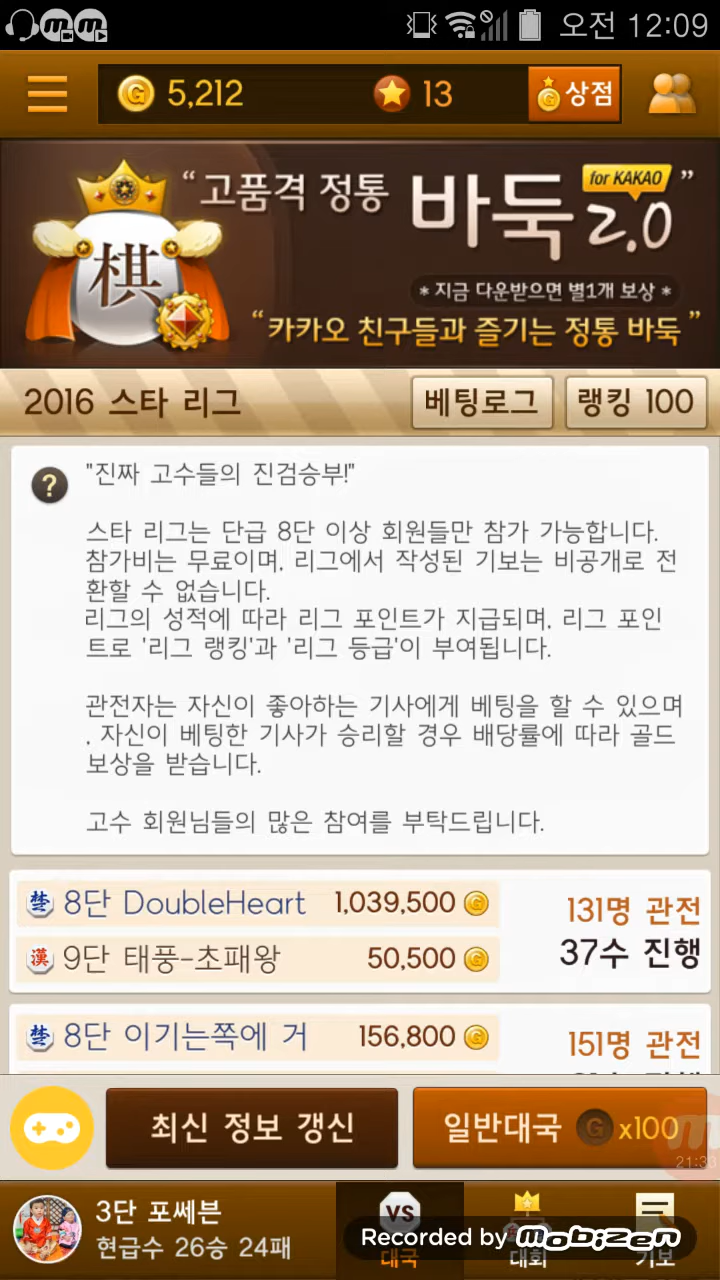 오전 12:09
G 5,212 13 G 상점
“고품격 정통 바둑 2.0 for KAKAO ”
棋
* 지금 다운받으면 별1개 보상 *
“카카오 친구들과 즐기는 정통 바둑 ”
2016 스타 리그 베팅로그 랭킹 100
? "진짜 고수들의 진검승부!"
스타 리그는 단급 8단 이상 회원들만 참가 가능합니다.
참가비는 무료이며, 리그에서 작성된 기보는 비공개로 전
환할 수 없습니다.
리그의 성적에 따라 리그 포인트가 지급되며, 리그 포인
트로 '리그 랭킹'과 '리그 등급'이 부여됩니다.
관전자는 자신이 좋아하는 기사에게 베팅을 할 수 있으며
, 자신이 베팅한 기사가 승리할 경우 배당률에 따라 골드
보상을 받습니다.
고수 회원님들의 많은 참여를 부탁드립니다.
楚 8단 DoubleHeart 1,039,500 G 131명 관전
漢 9단 태풍-초패왕 50,500 G 37수 진행
楚 8단 이기는쪽에 거 156,800 G 151명 관전
최신 정보 갱신 일반대국 G x100
21:38
3단 포쎄븐 VS
현급수 26승 24패 대국 대회 기보
Recorded by mobizen